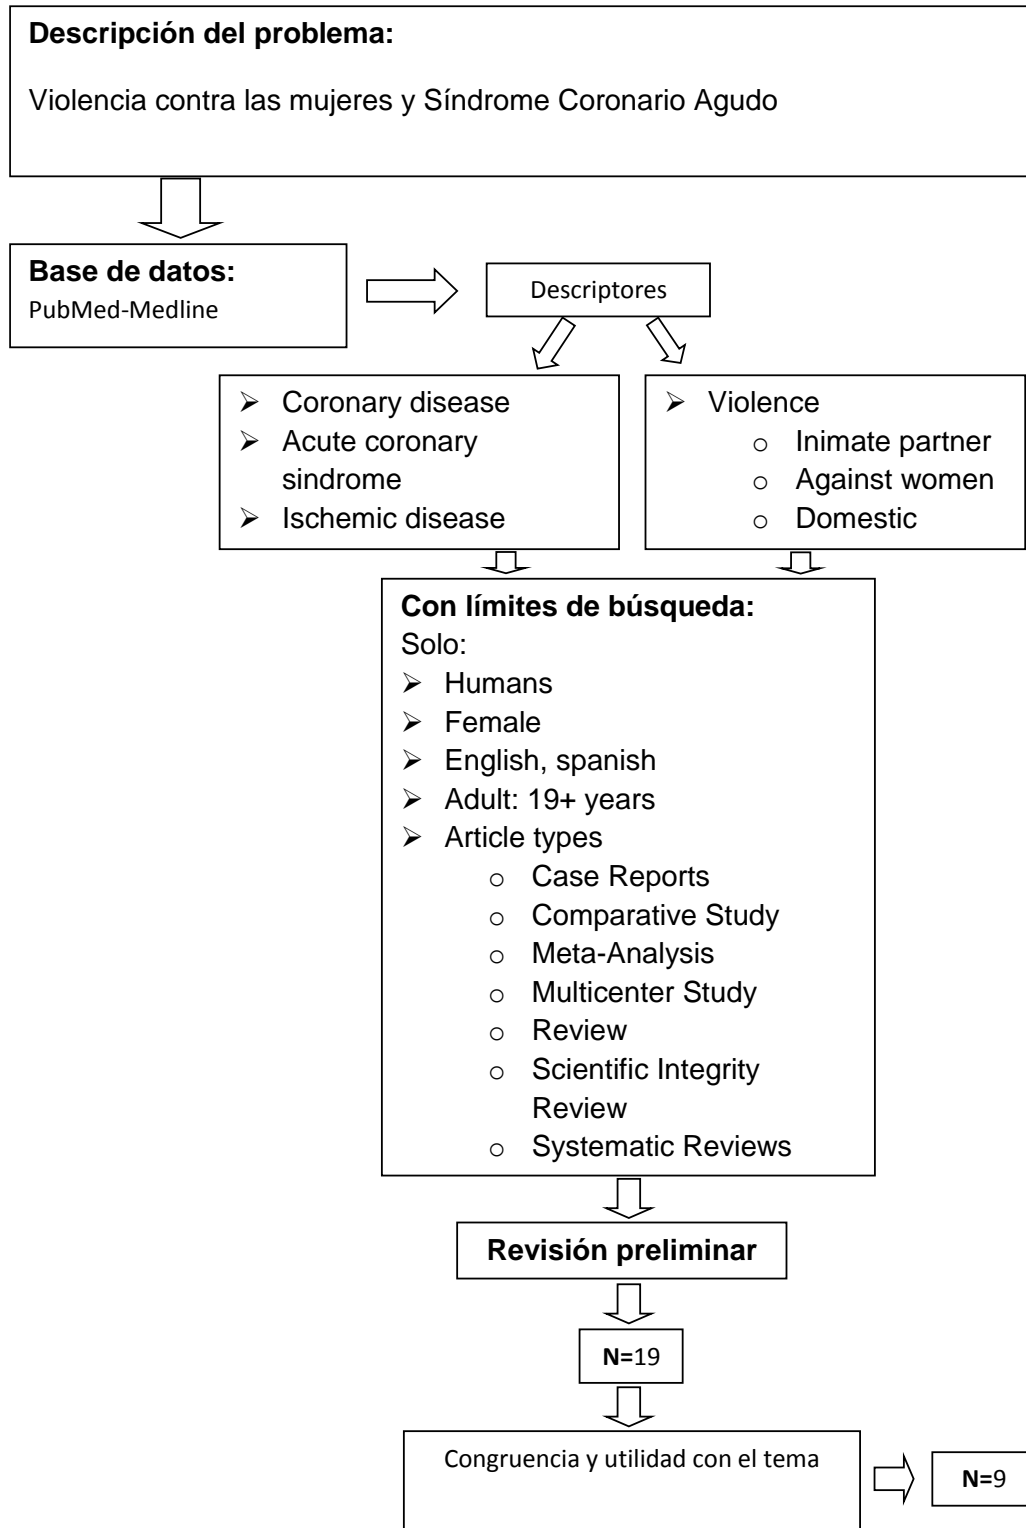 Descripción del problema:
Violencia contra las mujeres y Síndrome Coronario Agudo
Base de datos:
PubMed-Medline
Descriptores
➢ Coronary disease
➢ Acute coronary
sindrome
➢ Ischemic disease
➢ Violence
o Inimate partner
o Against women
o Domestic
Con límites de búsqueda:
Solo:
➢ Humans
➢ Female
➢ English, spanish
➢ Adult: 19+ years
➢ Article types
o Case Reports
o Comparative Study
o Meta-Analysis
o Multicenter Study
o Review
o Scientific Integrity
Review
o Systematic Reviews
Revisión preliminar
N=19
Congruencia y utilidad con el tema
N=9